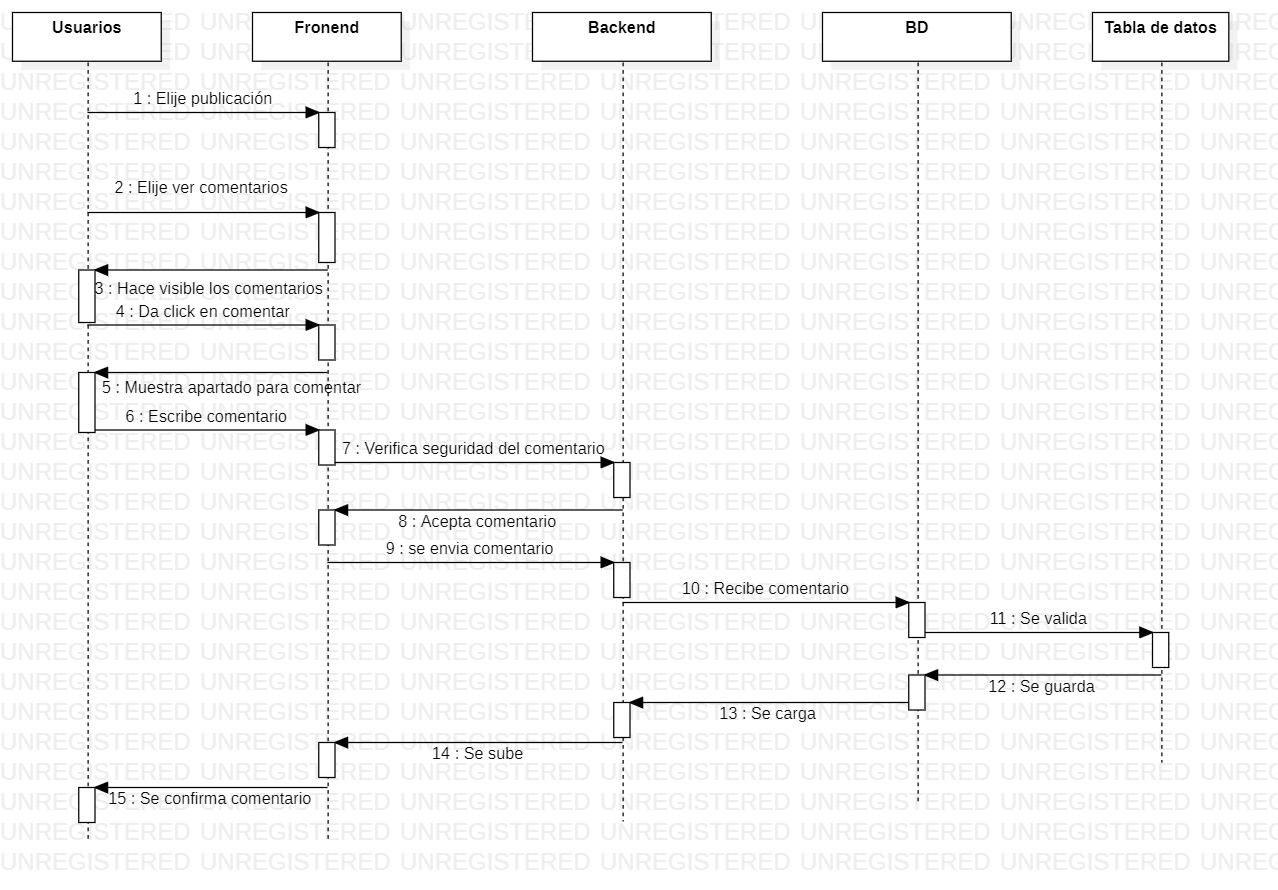 Usuarios
Fronend
Backend
BD
Tabla de datos
1 : Elije publicación
2 : Elije ver comentarios
3 : Hace visible los comentarios
4 : Da click en comentar
5 : Muestra apartado para comentar
6 : Escribe comentario
7 : Verifica seguridad del comentario
8 : Acepta comentario
9 : se envia comentario
10 : Recibe comentario
11 : Se valida
12 : Se guarda
13 : Se carga
14 : Se sube
15 : Se confirma comentario
UNREGISTERED